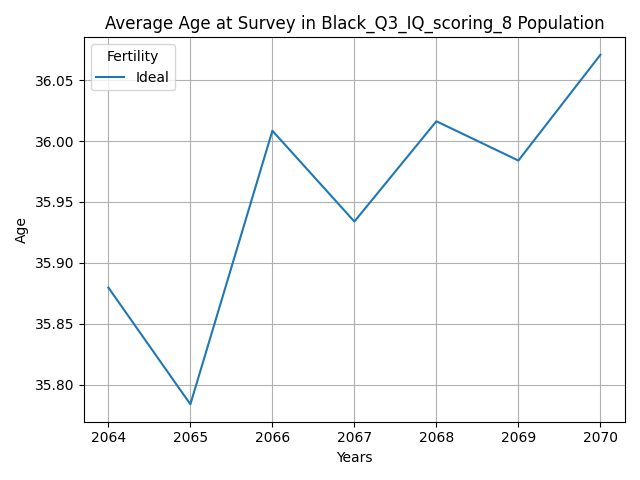 Average Age at Survey in Black_Q3_IQ_scoring_8 Population
Fertility
Ideal
36.05
36.00
35.95
35.90
35.85
35.80
Age
2064 2065 2066 2067 2068 2069 2070
Years